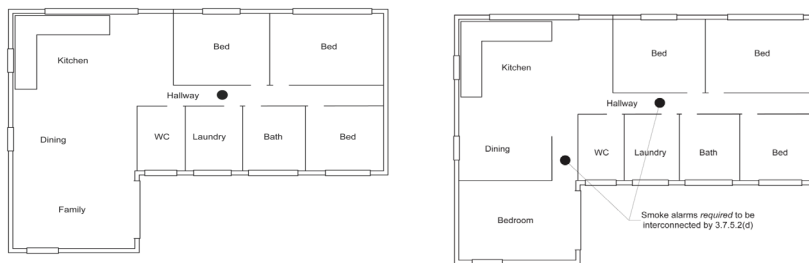 Bed
Bed
Kitchen
Hallway
Dining
WC
Laundry
Bath
Bed
Family
Bed
Bed
Kitchen
Hallway
Dining
WC
Laundry
Bath
Bed
Bedroom
Smoke alarms required to be
interconnected by 3.7.5.2(d)